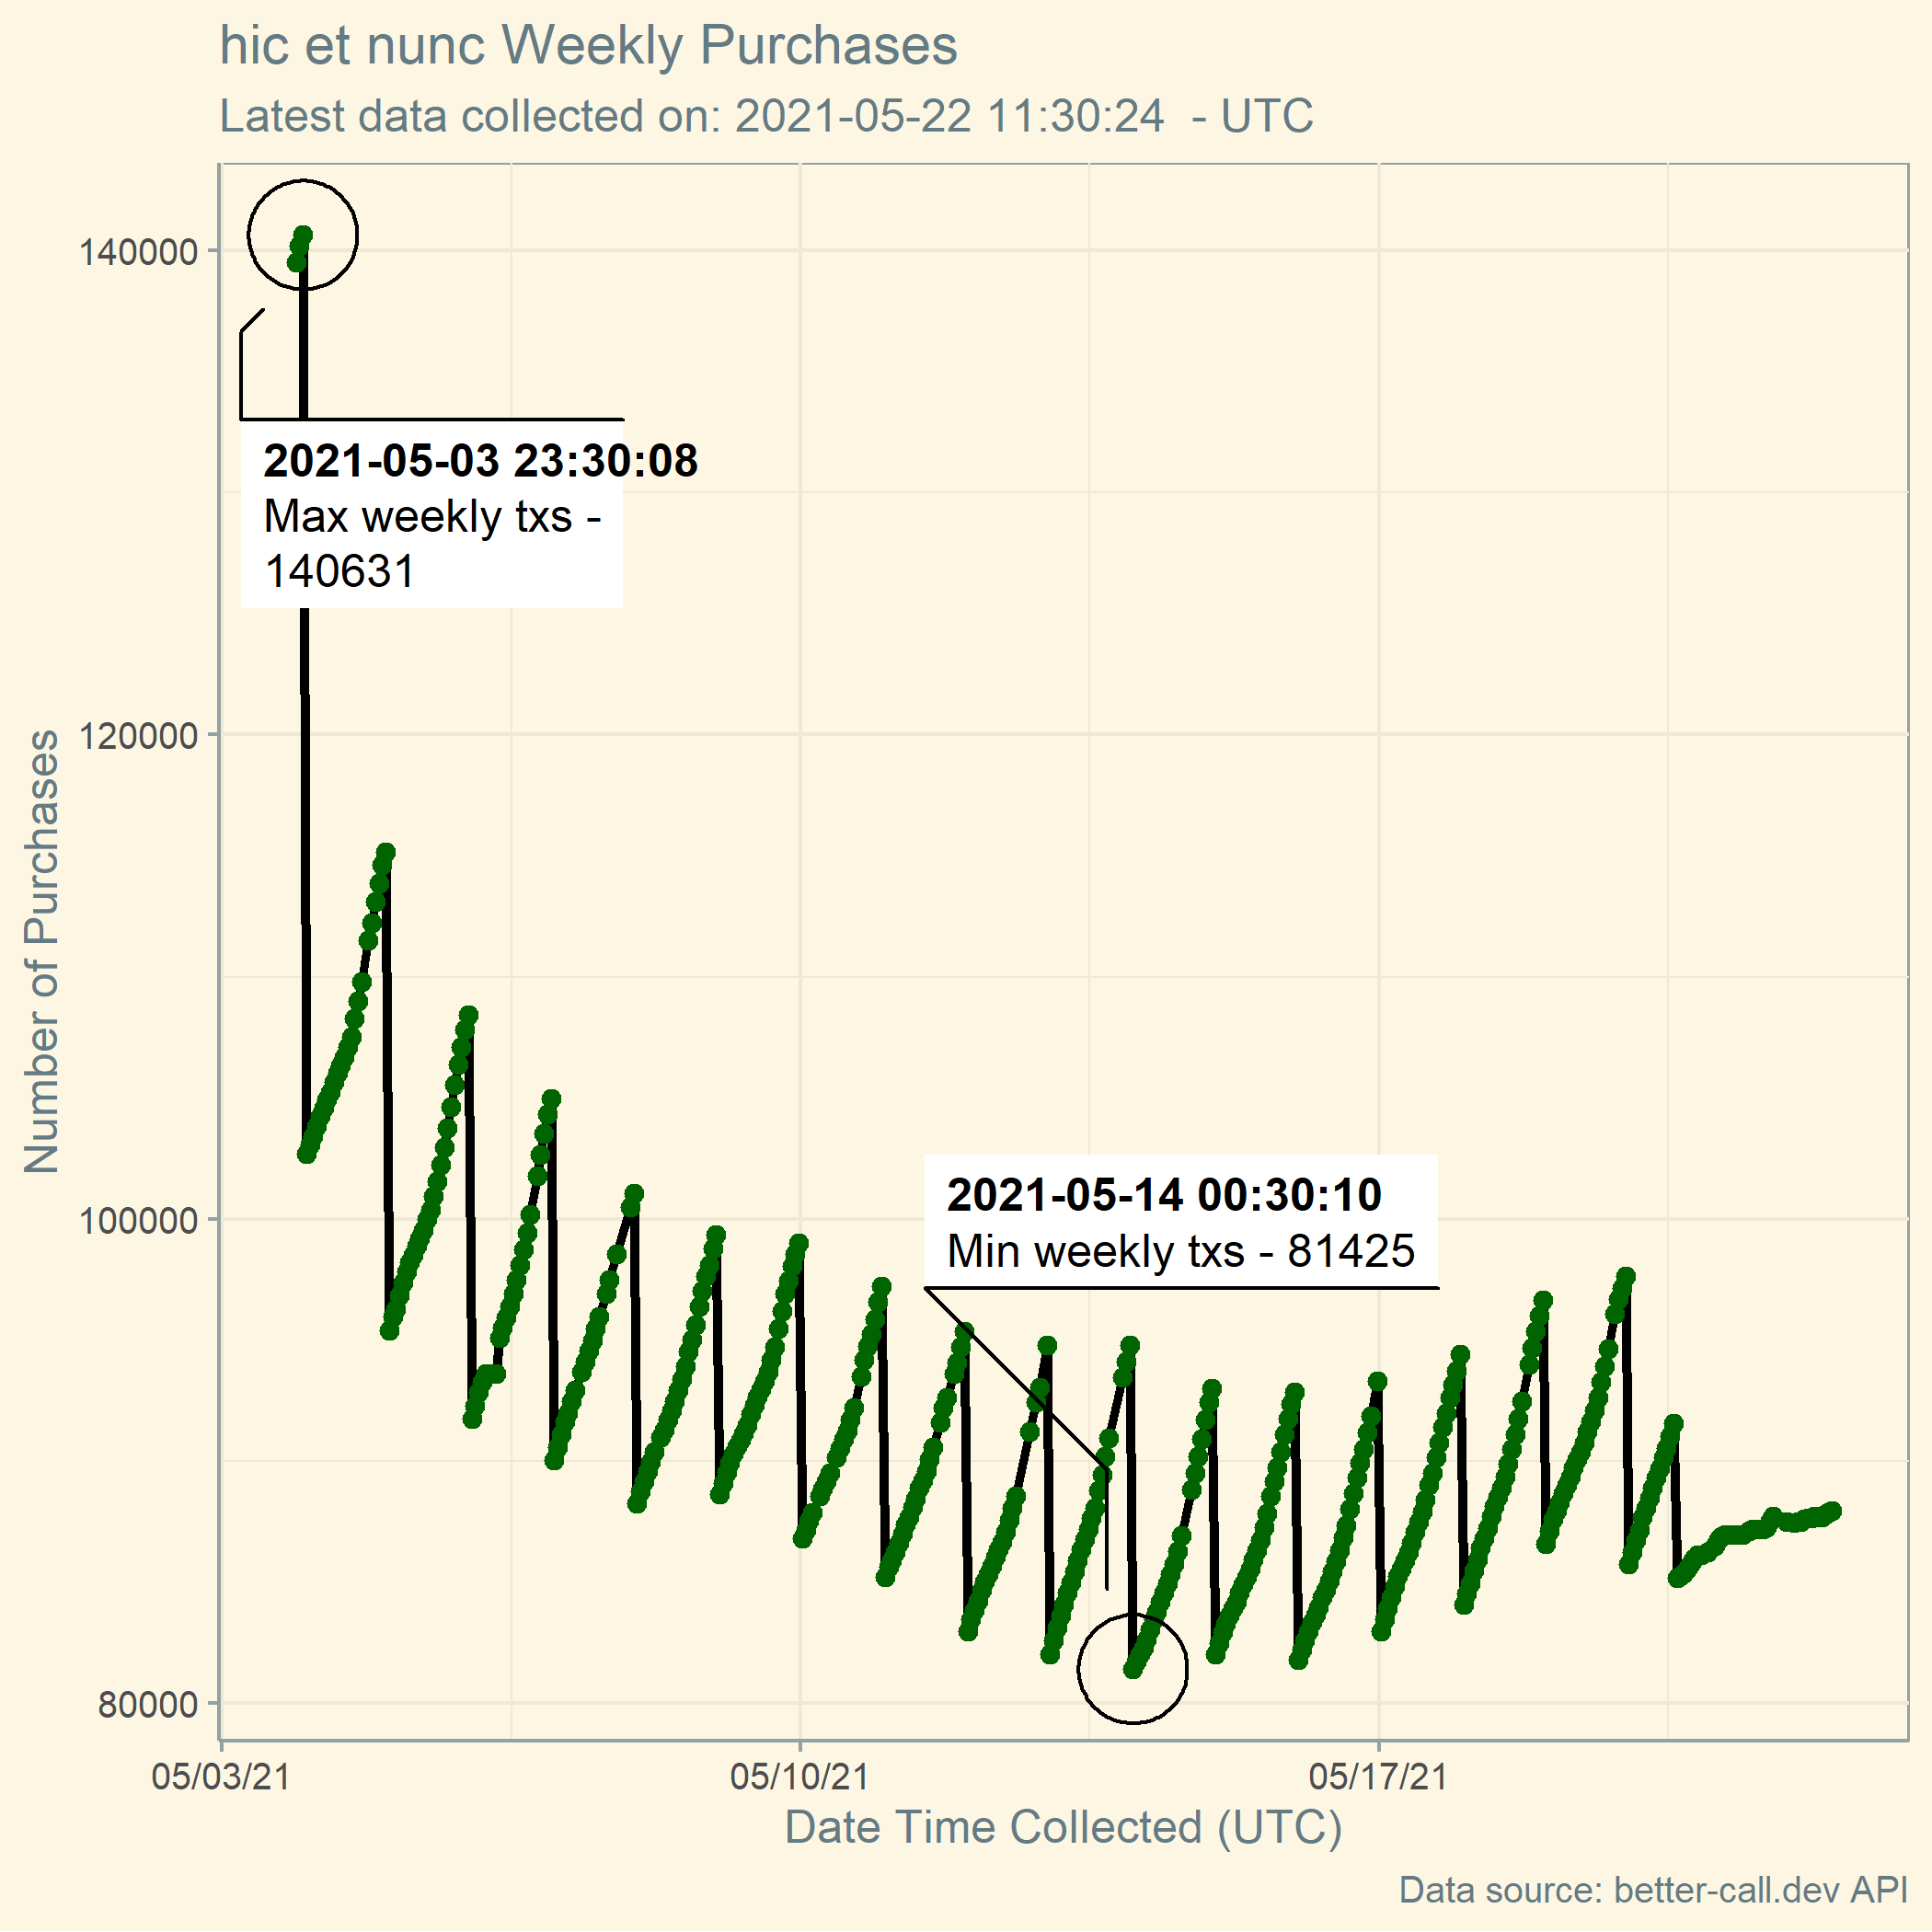 hic et nunc Weekly Purchases
Latest data collected on: 2021-05-22 11:30:24  - UTC
Number of Purchases
140000
120000
100000
80000
2021-05-03 23:30:08
Max weekly txs -
140631
2021-05-14 00:30:10
Min weekly txs - 81425
05/03/21
05/10/21
05/17/21
Date Time Collected (UTC)
Data source: better-call.dev API